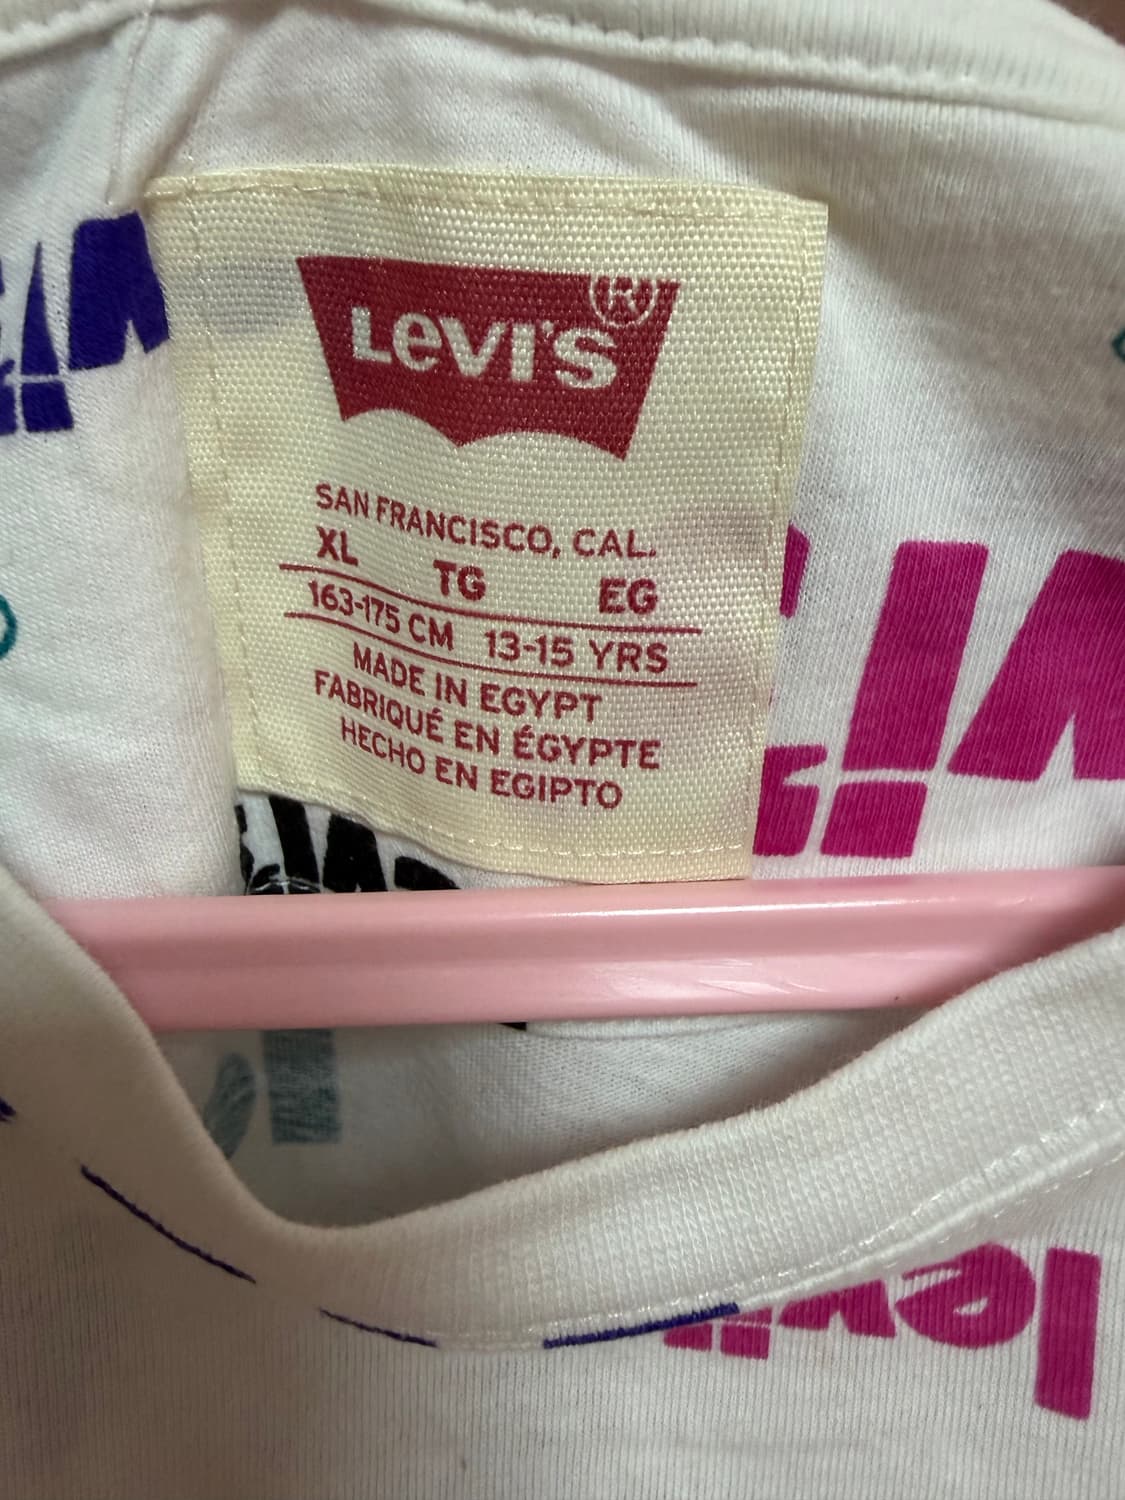 Levi's®
SAN FRANCISCO, CAL.
XL TG EG
163-175 CM 13-15 YRS
MADE IN EGYPT
FABRIQUÉ EN ÉGYPTE
HECHO EN EGIPTO
levi's